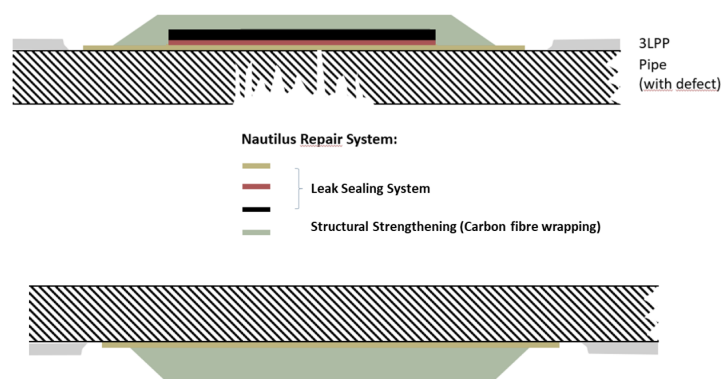 3LPP
Pipe
(with defect)
Nautilus Repair System:
Leak Sealing System
Structural Strengthening (Carbon fibre wrapping)